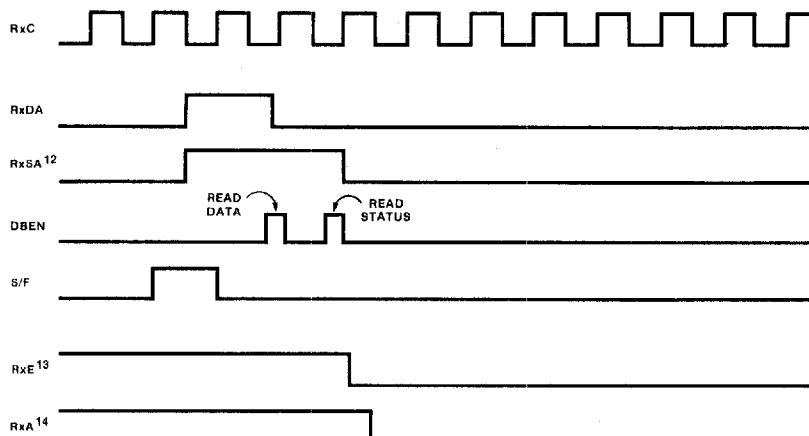 RxC
RxDA
RxSA12
READ
DATA
READ
STATUS
DBEN
S/F
RxE13
RxA14